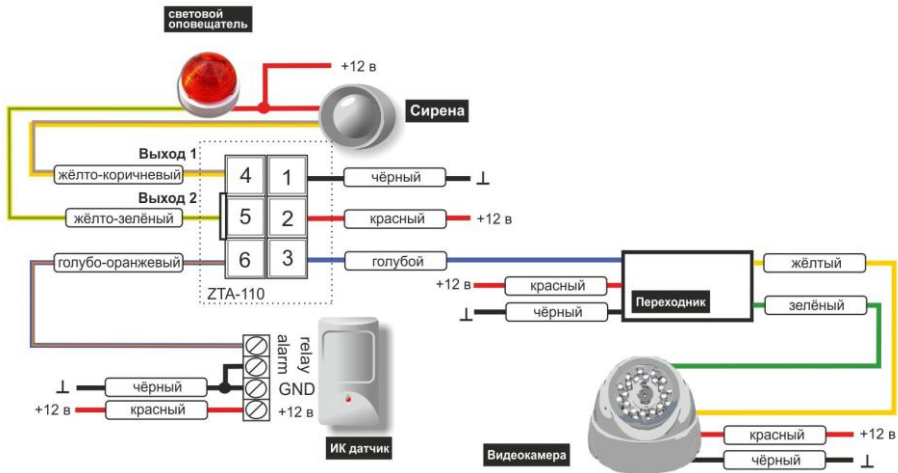 световой
оповещатель
+12 в
Сирена
Выход 1
жёлто-коричневый
4
1
чёрный
⊥
Выход 2
жёлто-зелёный
5
2
красный
+12 в
голубо-оранжевый
6
3
голубой
жёлтый
+12 в
красный
Переходник
зелёный
ZTA-110
⊥
чёрный
relay
alarm
⊥
чёрный
GND
+12 в
красный
+12 в
ИК датчик
Видеокамера
красный
+12 в
чёрный
⊥